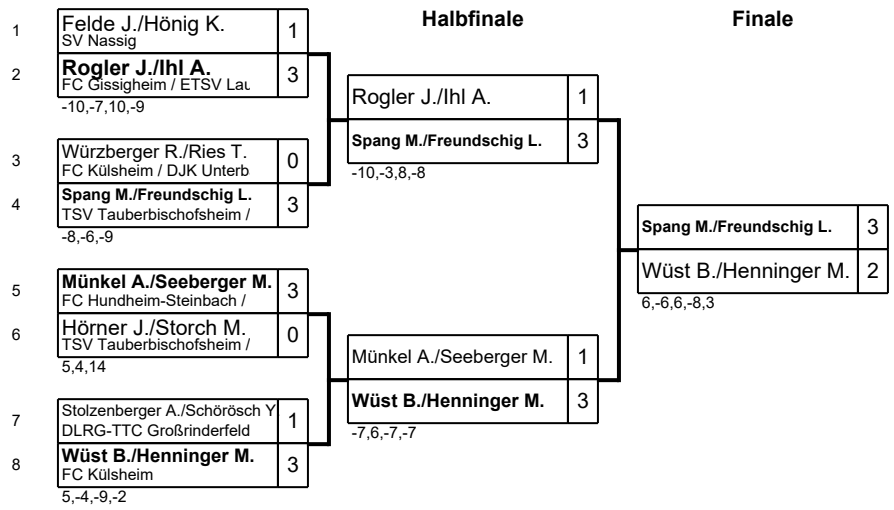 Halbfinale
Finale
1
Felde J./Hönig K.
SV Nassig
1
2
Rogler J./Ihl A.
FC Gissigheim / ETSV Lau
3
-10,-7,10,-9
3
Würzberger R./Ries T.
FC Külsheim / DJK Unterb
0
4
Spang M./Freundschig L.
TSV Tauberbischofsheim /
3
-8,-6,-9
5
Münkel A./Seeberger M.
FC Hundheim-Steinbach /
3
6
Hörner J./Storch M.
TSV Tauberbischofsheim /
0
5,4,14
7
Stolzenberger A./Schörösch Y
DLRG-TTC Großrinderfeld
1
8
Wüst B./Henninger M.
FC Külsheim
3
5,-4,-9,-2
Rogler J./Ihl A.
1
Spang M./Freundschig L.
3
-10,-3,8,-8
Münkel A./Seeberger M.
1
Wüst B./Henninger M.
3
-7,6,-7,-7
Spang M./Freundschig L.
3
Wüst B./Henninger M.
2
6,-6,6,-8,3